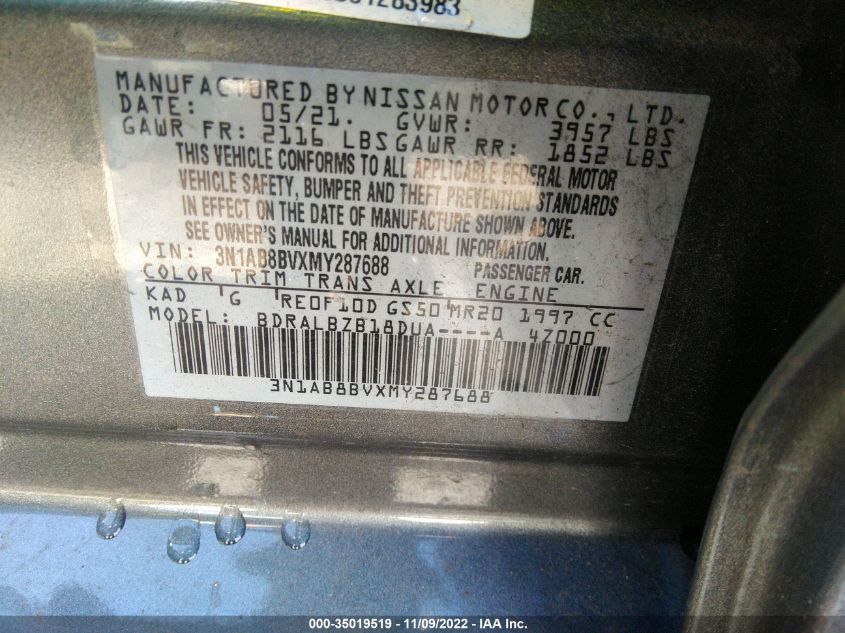 283983
MANUFACTURED BY NISSAN MOTOR CO., LTD.
DATE: 05/21. GVWR: 3957 LBS
GAWR FR: 2116 LBS GAWR RR: 1852 LBS
THIS VEHICLE CONFORMS TO ALL APPLICABLE FEDERAL MOTOR
VEHICLE SAFETY, BUMPER AND THEFT PREVENTION STANDARDS
IN EFFECT ON THE DATE OF MANUFACTURE SHOWN ABOVE.
SEE OWNER'S MANUAL FOR ADDITIONAL INFORMATION.
VIN: 3N1AB8BVXMY287688 PASSENGER CAR.
COLOR TRIM TRANS AXLE ENGINE
KAD G RE0F10D GS50 MR20 1997 CC
MODEL: BDRALBZB18DUA----A 4Z000
3N1AB8BVXMY287688
000-35019519 - 11/09/2022 - IAA Inc.